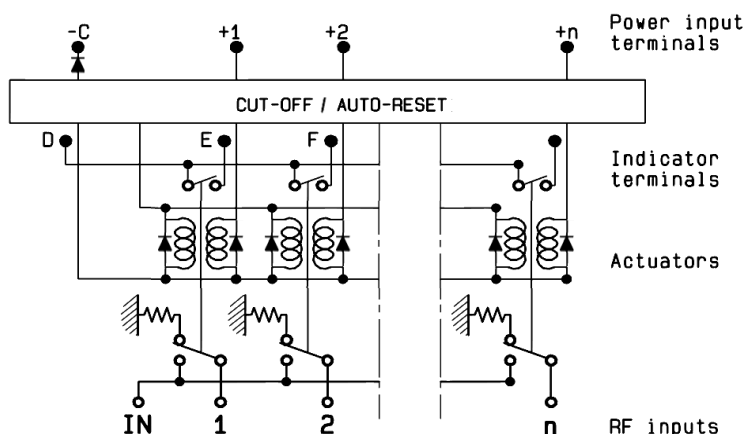 -C +1 +2 +n Power input
terminals
CUT-OFF / AUTO-RESET
D E F
Indicator
terminals
Actuators
IN 1 2 n RF inputs